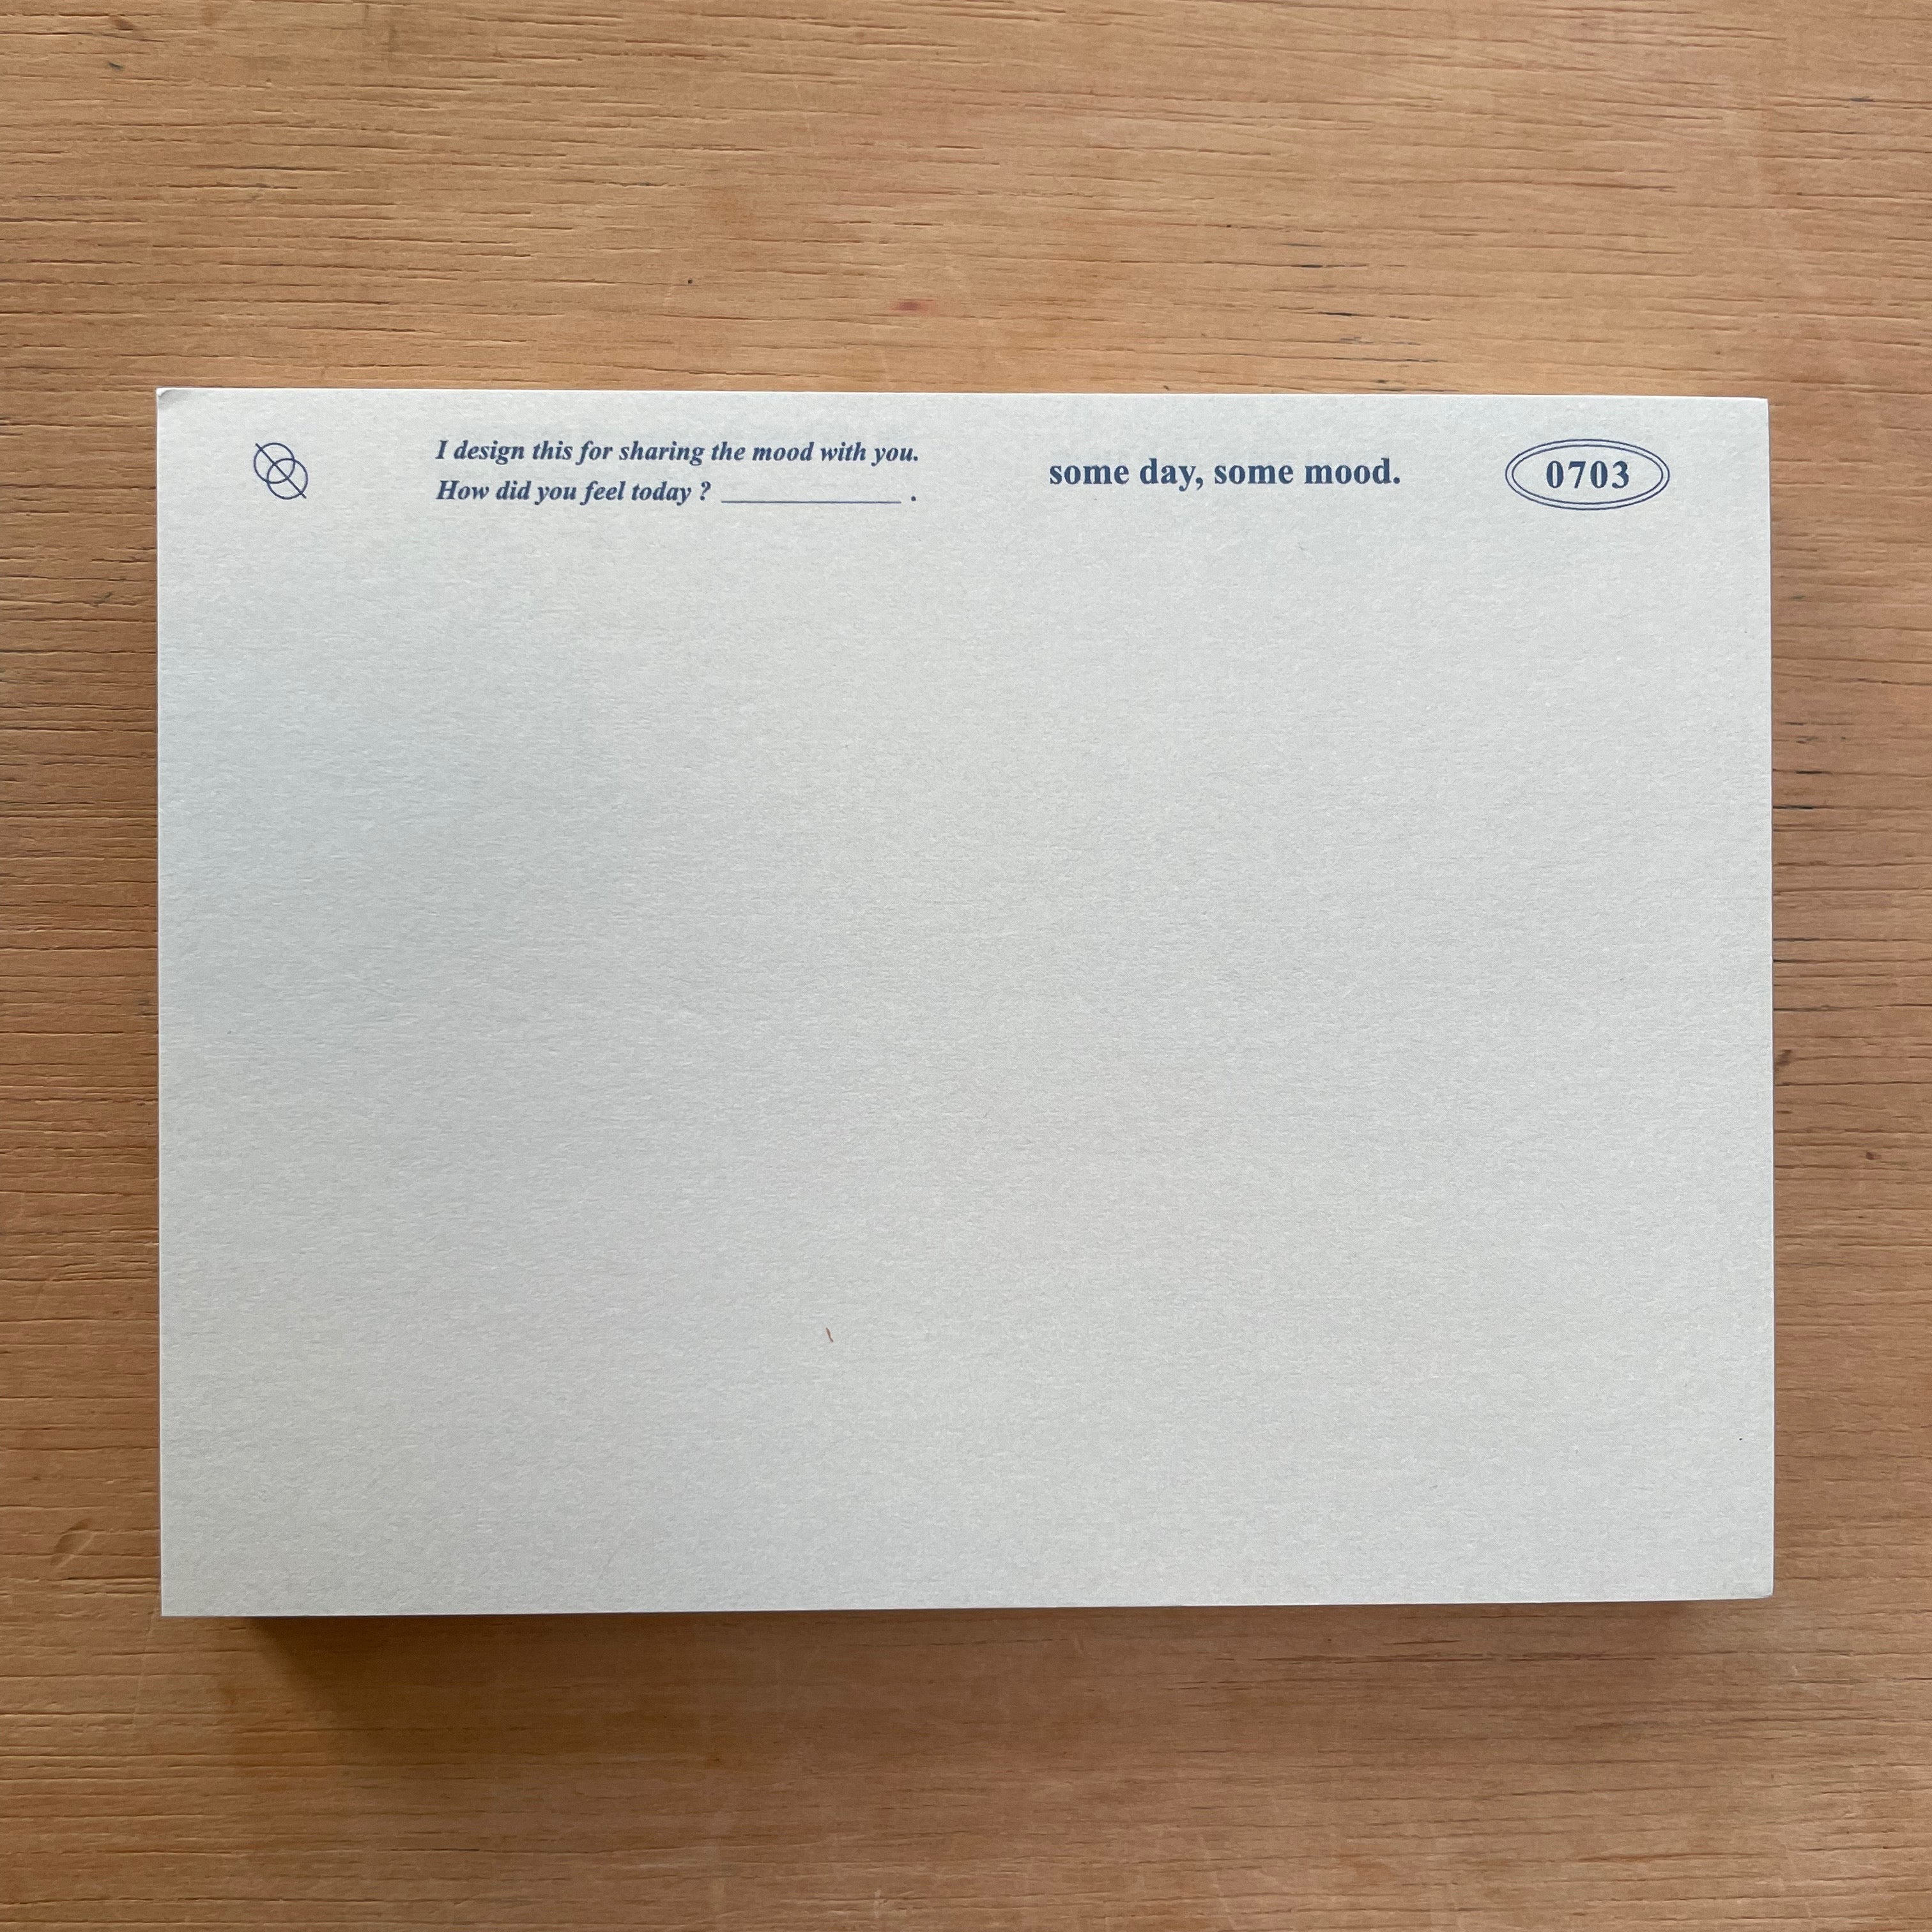 I design this for sharing the mood with you.
How did you feel today ? ______________ .
some day, some mood.
0703